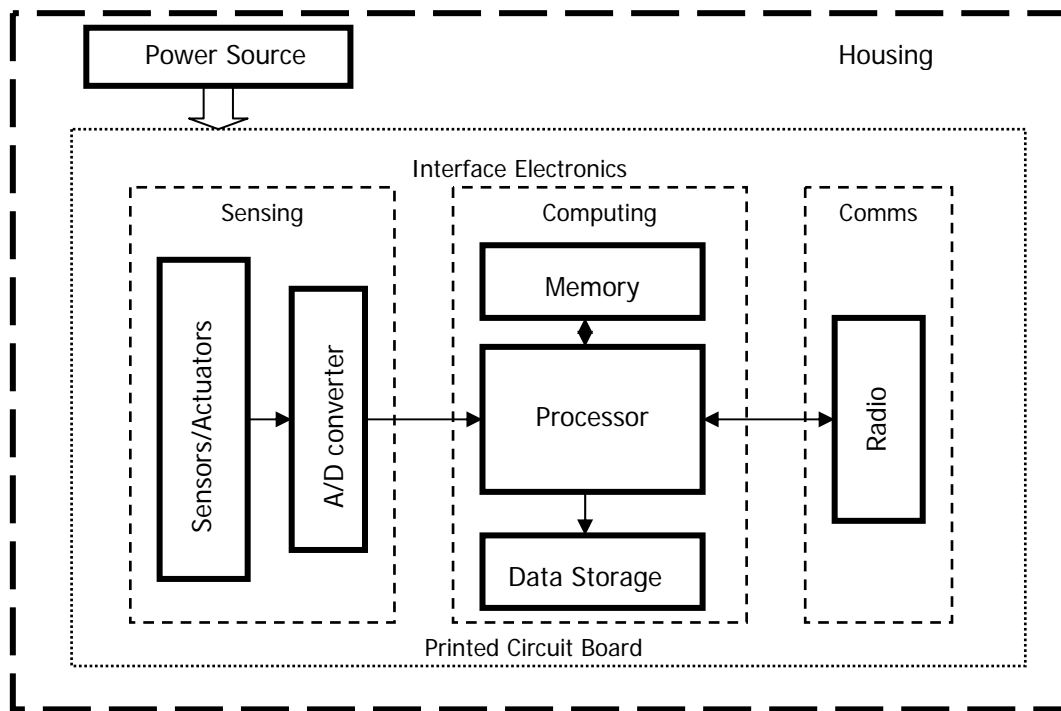 Power Source
Housing
Interface Electronics
Sensing
Computing
Comms
Sensors/Actuators
A/D converter
Memory
Processor
Data Storage
Radio
Printed Circuit Board